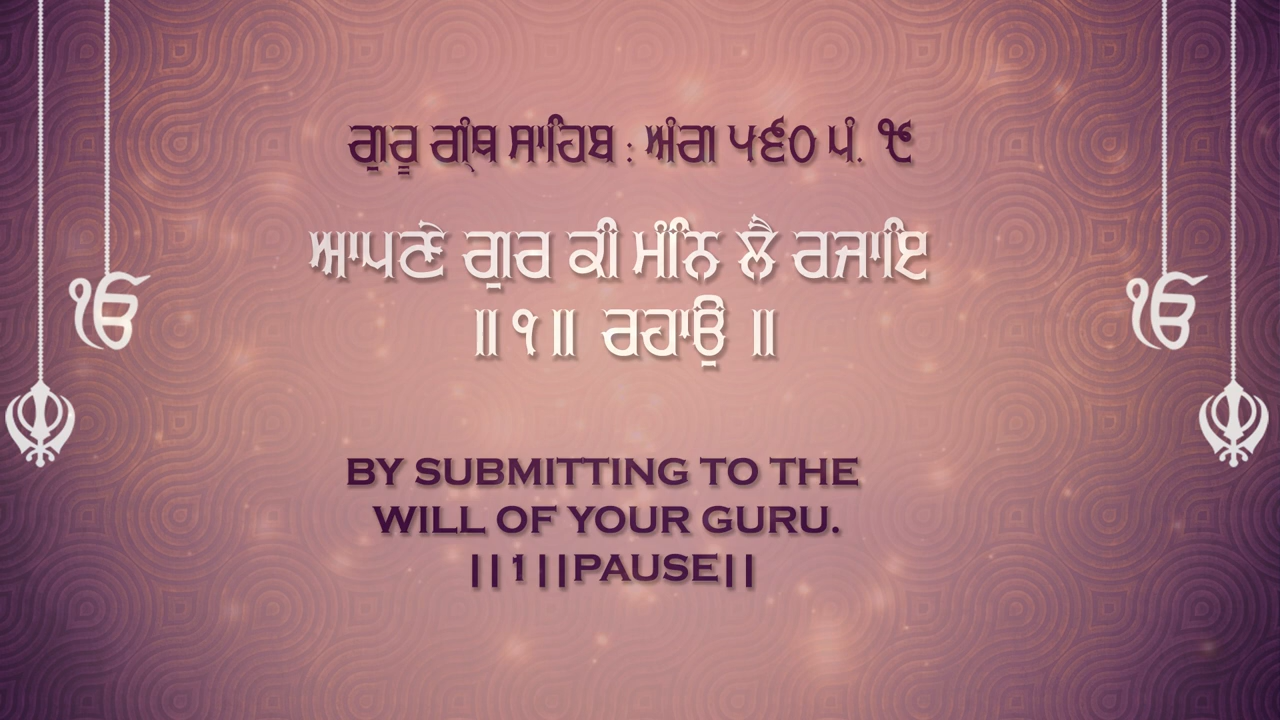 ਗੁਰੂ ਗ੍ਰੰਥ ਸਾਹਿਬ : ਅੰਗ ੫੬੦ ਪੰ. ੯
ਆਪਣੇ ਗੁਰ ਕੀ ਮੰਨਿ ਲੈ ਰਜਾਇ
॥੧॥ ਰਹਾਉ ॥
ੴ
ੴ
BY SUBMITTING TO THE
WILL OF YOUR GURU.
||1||PAUSE||